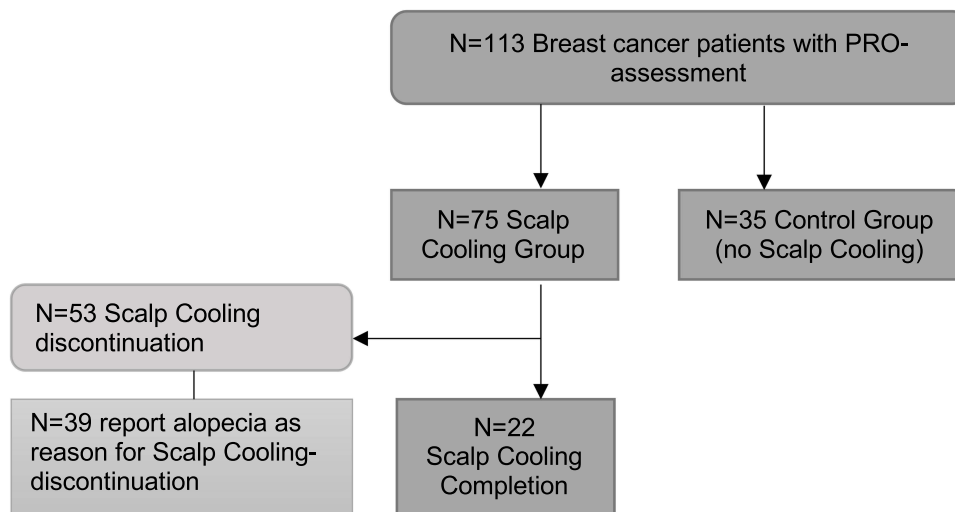 N=113 Breast cancer patients with PRO-
assessment
N=75 Scalp
Cooling Group
N=35 Control Group
(no Scalp Cooling)
N=53 Scalp Cooling
discontinuation
N=39 report alopecia as
reason for Scalp Cooling-
discontinuation
N=22
Scalp Cooling
Completion